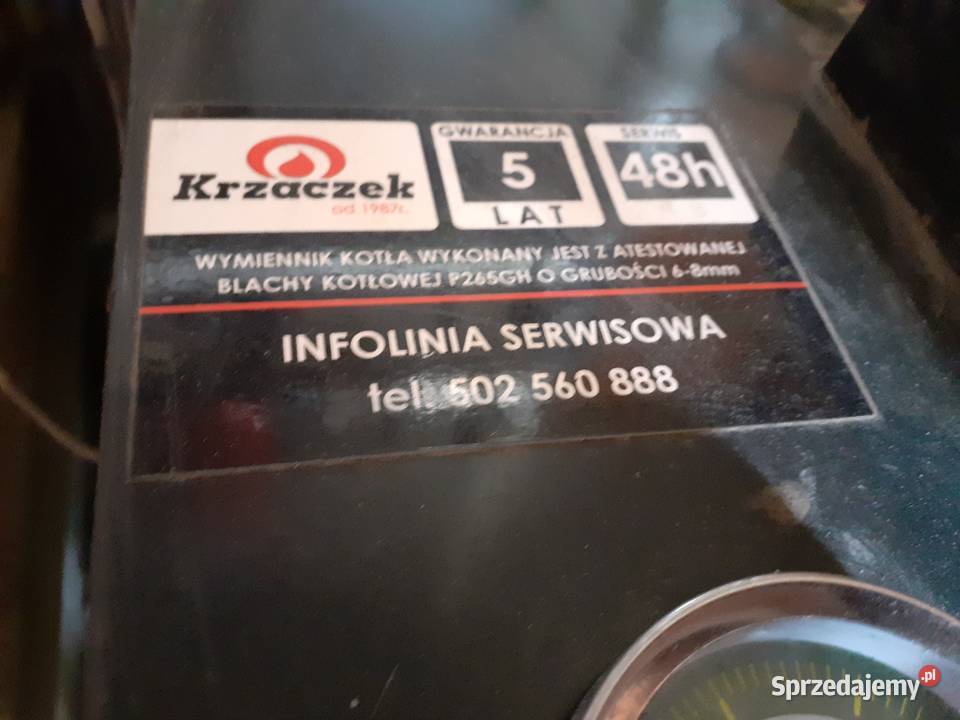 Krzaczek
od 1987r.
GWARANCJA
5
LAT
SERWIS
48h
WYMIENNIK KOTŁA WYKONANY JEST Z ATESTOWANEJ
BLACHY KOTŁOWEJ P265GH O GRUBOŚCI 6-8mm
INFOLINIA SERWISOWA
tel. 502 560 888
Sprzedajemy.pl